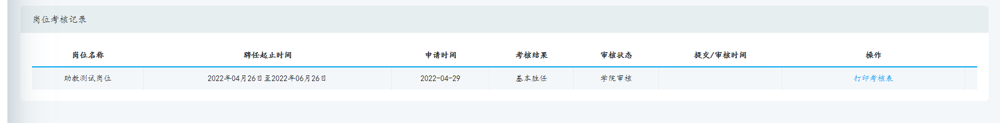 岗位考核记录
岗位名称 聘任起止时间 申请时间 考核结果 审核状态 提交/审核时间 操作
助教测试岗位 2022年04月26日至2022年06月26日 2022-04-29 基本胜任 学院审核 打印考核表